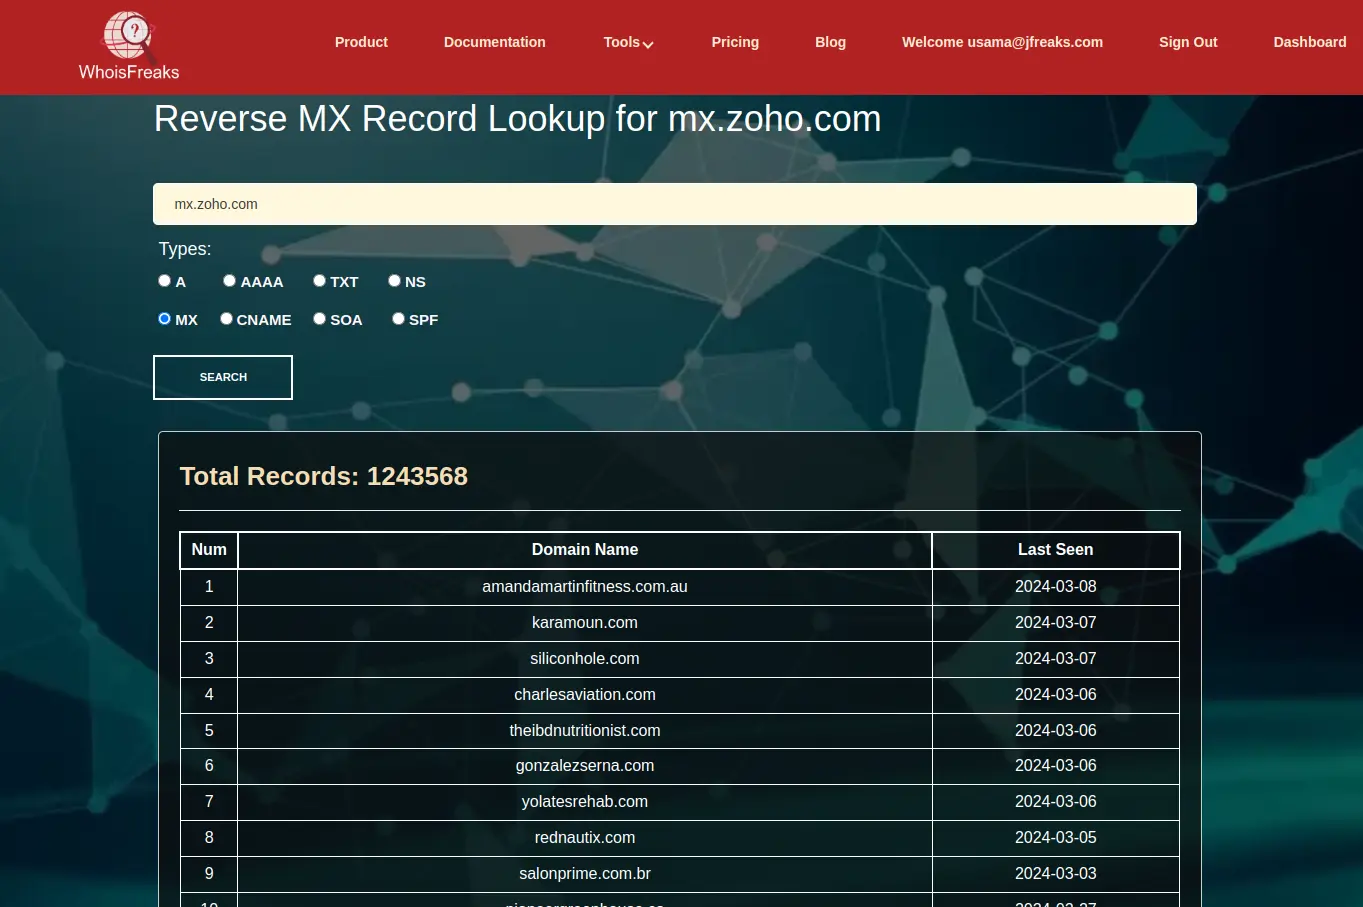 Product Documentation Tools Pricing Blog Welcome usama@jfreaks.com Sign Out Dashboard
?
WhoisFreaks
Reverse MX Record Lookup for mx.zoho.com
mx.zoho.com
Types:
A AAAA TXT NS
MX CNAME SOA SPF
SEARCH
Total Records: 1243568
Num Domain Name Last Seen
1 amandamartinfitness.com.au 2024-03-08
2 karamoun.com 2024-03-07
3 siliconhole.com 2024-03-07
4 charlesaviation.com 2024-03-06
5 theibdnutritionist.com 2024-03-06
6 gonzalezserna.com 2024-03-06
7 yolatesrehab.com 2024-03-06
8 rednautix.com 2024-03-05
9 salonprime.com.br 2024-03-03
10